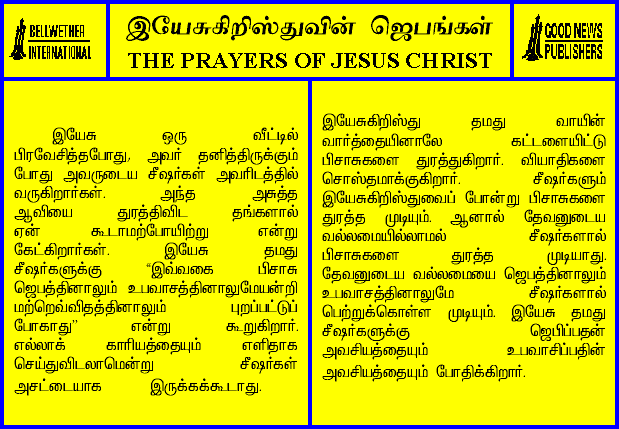 BELLWETHER
INTERNATIONAL
இயேசுகிறிஸ்துவின் ஜெபங்கள்
THE PRAYERS OF JESUS CHRIST
GOOD NEWS
PUBLISHERS
இயேசு ஒரு வீட்டில்
பிரவேசித்தபோது, அவர் தனித்திருக்கும்
போது அவருடைய சீஷர்கள் அவரிடத்தில்
வருகிறார்கள். அந்த அசுத்த
ஆவியை துரத்திவிட தங்களால்
ஏன் கூடாமற்போயிற்று என்று
கேட்கிறார்கள். இயேசு தமது
சீஷர்களுக்கு “இவ்வகை பிசாசு
ஜெபத்தினாலும் உபவாசத்தினாலுமேயன்றி
மற்றெவ்விதத்தினாலும் புறப்பட்டுப்
போகாது” என்று கூறுகிறார்.
எல்லாக் காரியத்தையும் எளிதாக
செய்துவிடலாமென்று சீஷர்கள்
அசட்டையாக இருக்கக்கூடாது.
இயேசுகிறிஸ்து தமது வாயின்
வார்த்தையினாலே கட்டளையிட்டு
பிசாசுகளை துரத்துகிறார். வியாதிகளை
சொஸ்தமாக்குகிறார். சீஷர்களும்
இயேசுகிறிஸ்துவைப் போன்று பிசாசுகளை
துரத்த முடியும். ஆனால் தேவனுடைய
வல்லமையில்லாமல் சீஷர்களால்
பிசாசுகளை துரத்த முடியாது.
தேவனுடைய வல்லமையை ஜெபத்தினாலும்
உபவாசத்தினாலுமே சீஷர்களால்
பெற்றுக்கொள்ள முடியும். இயேசு தமது
சீஷர்களுக்கு ஜெபிப்பதன்
அவசியத்தையும் உபவாசிப்பதின்
அவசியத்தையும் போதிக்கிறார்.